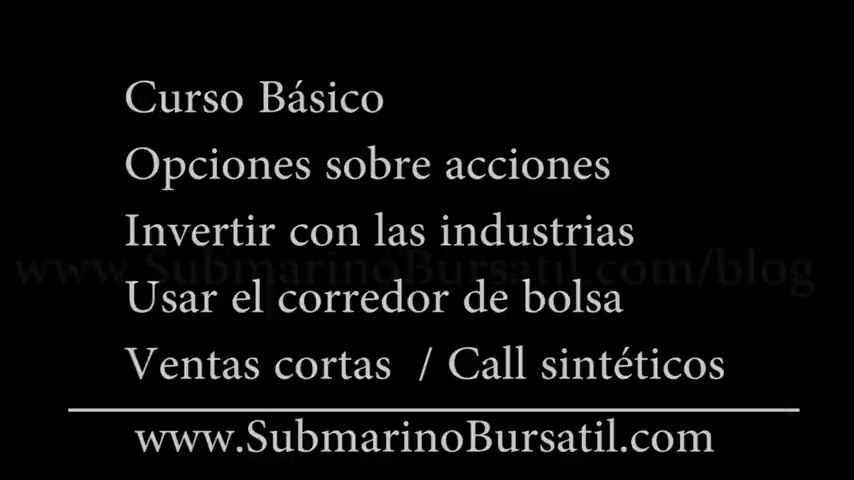 Curso Básico
Opciones sobre acciones
Invertir con las industrias
www.SubmarinoBursatil.com/blog
Usar el corredor de bolsa
Ventas cortas / Call sintéticos
www.SubmarinoBursatil.com